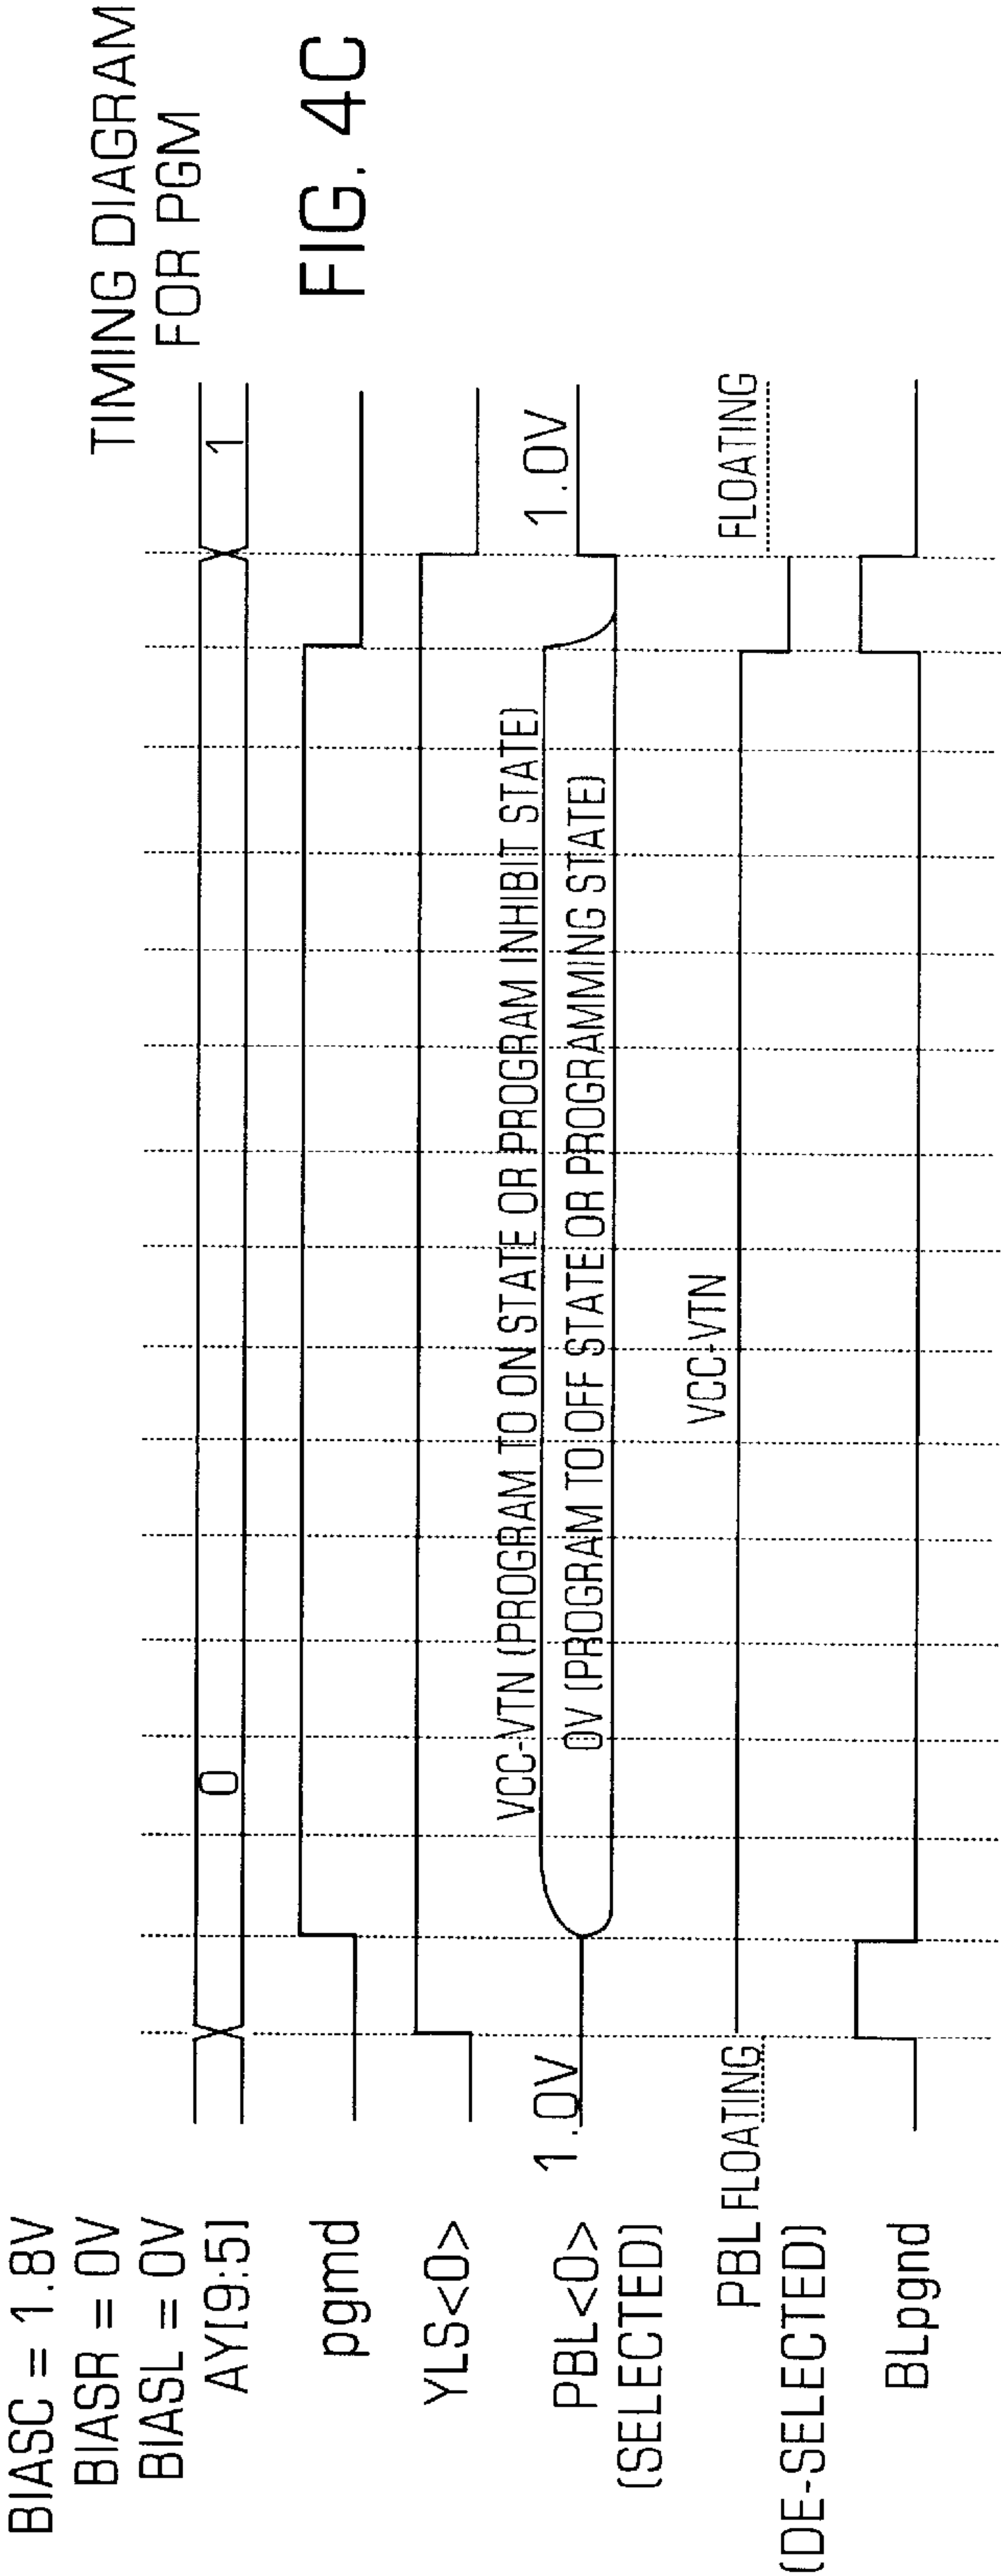 TIMING DIAGRAM
FOR PGM
FIG. 4C
BIASC = 1.8V
BIASR = 0V
BIASL = 0V
AY[9:5]
0
1
pgmd
YLS<0>
PBL<0>
(SELECTED)
1.0V
VCC-VTN (PROGRAM TO ON STATE OR PROGRAM INHIBIT STATE)
0V (PROGRAM TO OFF STATE OR PROGRAMMING STATE)
1.0V
PBL
(DE-SELECTED)
FLOATING
VCC-VTN
FLOATING
BLpgnd